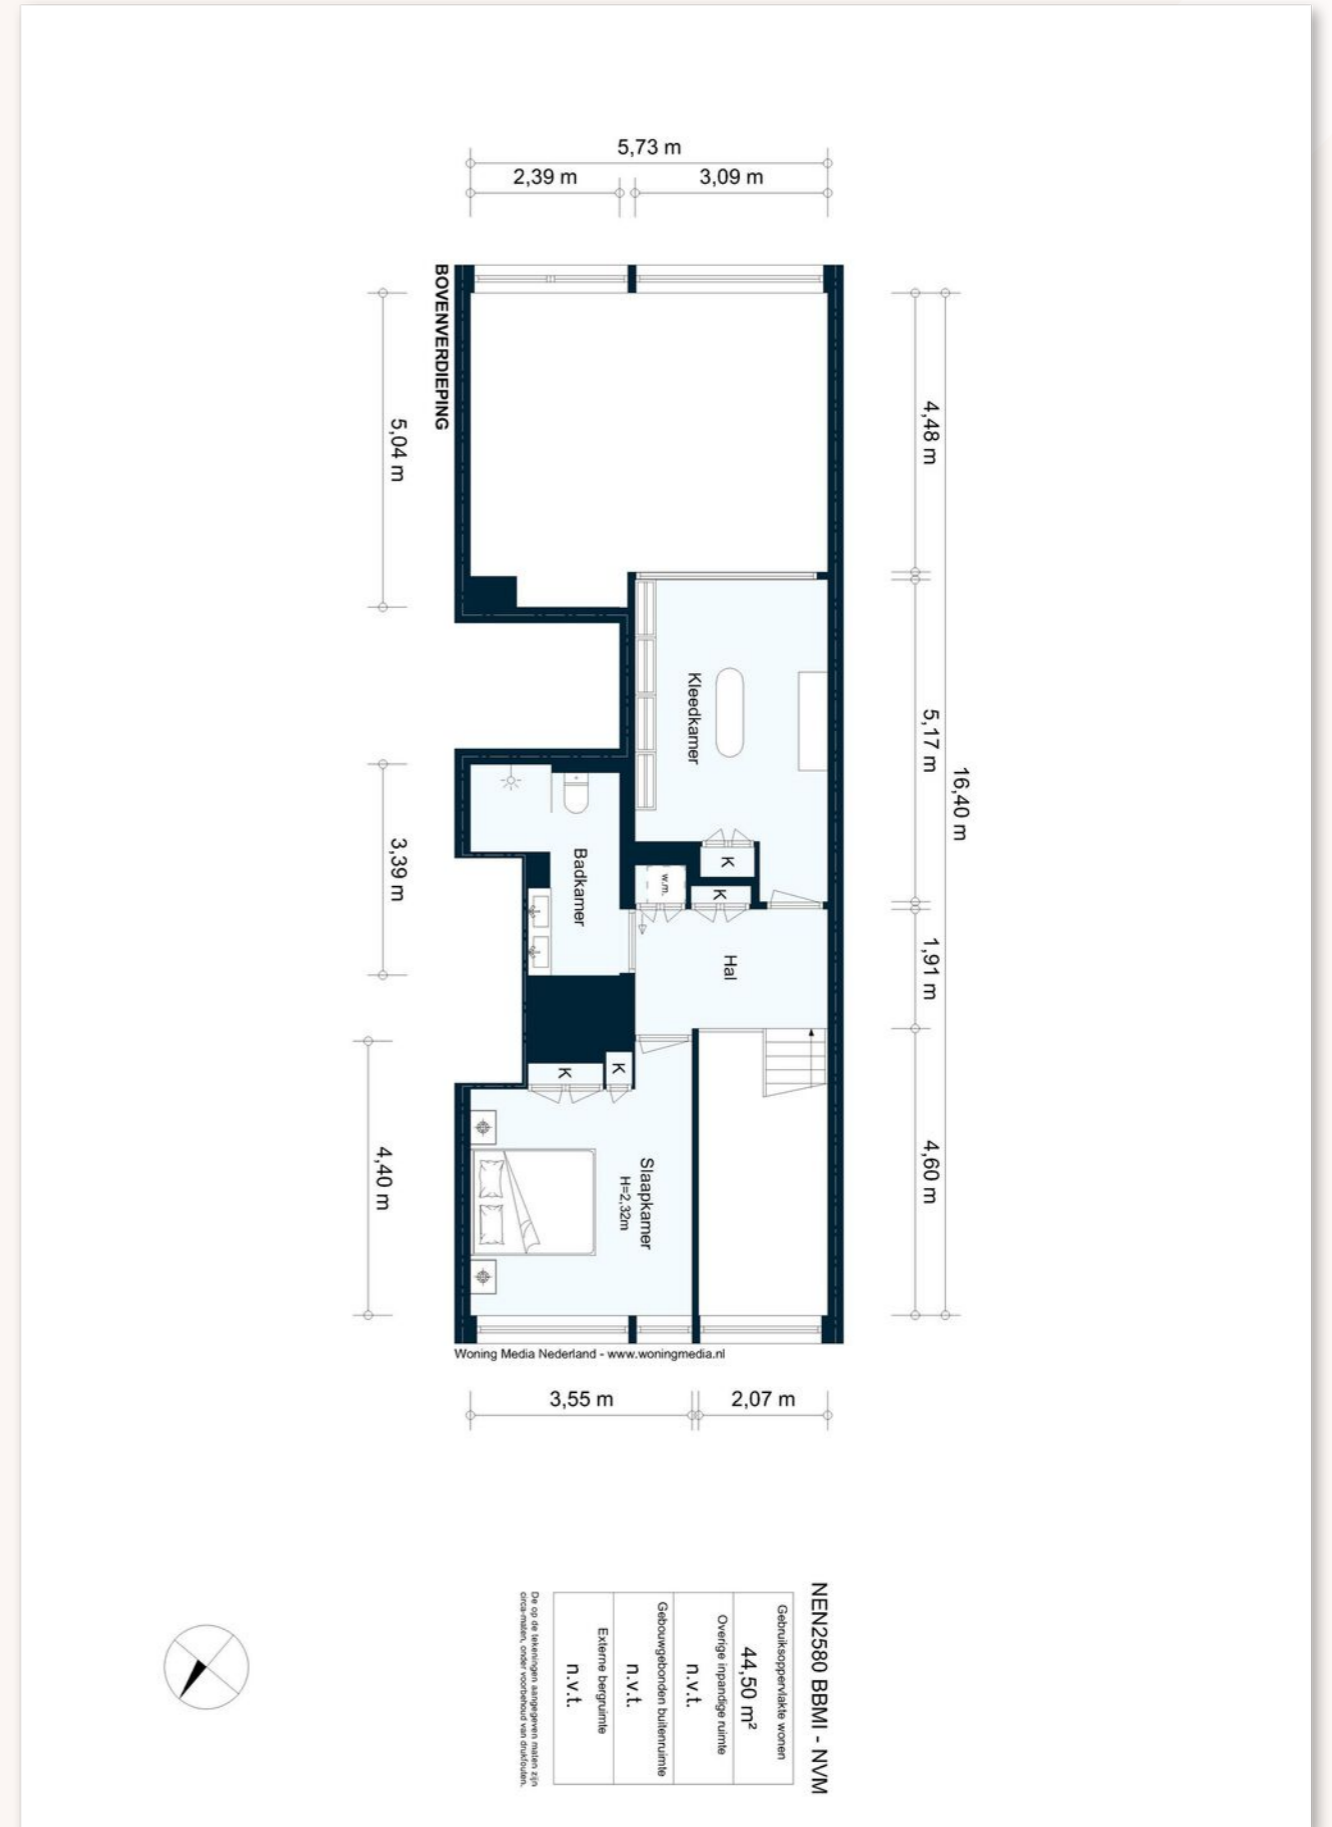 5,73 m
2,39 m
3,09 m
BOVENVERDIEPING
5,04 m
4,48 m
Kleedkamer
5,17 m
16,40 m
K
w.m.
K
3,39 m
Badkamer
Hal
1,91 m
K
K
4,40 m
Slaapkamer
H=2,32m
4,60 m
Woning Media Nederland - www.woningmedia.nl
3,55 m
2,07 m
NEN2580 BBMI - NVM
Gebruiksoppervlakte wonen
44,50 m²
Overige inpandige ruimte
n.v.t.
Gebouwgebonden buitenruimte
n.v.t.
Externe bergruimte
n.v.t.
De op de tekeningen aangegeven maten zijn
circa-maten, onder voorbehoud van drukfouten.